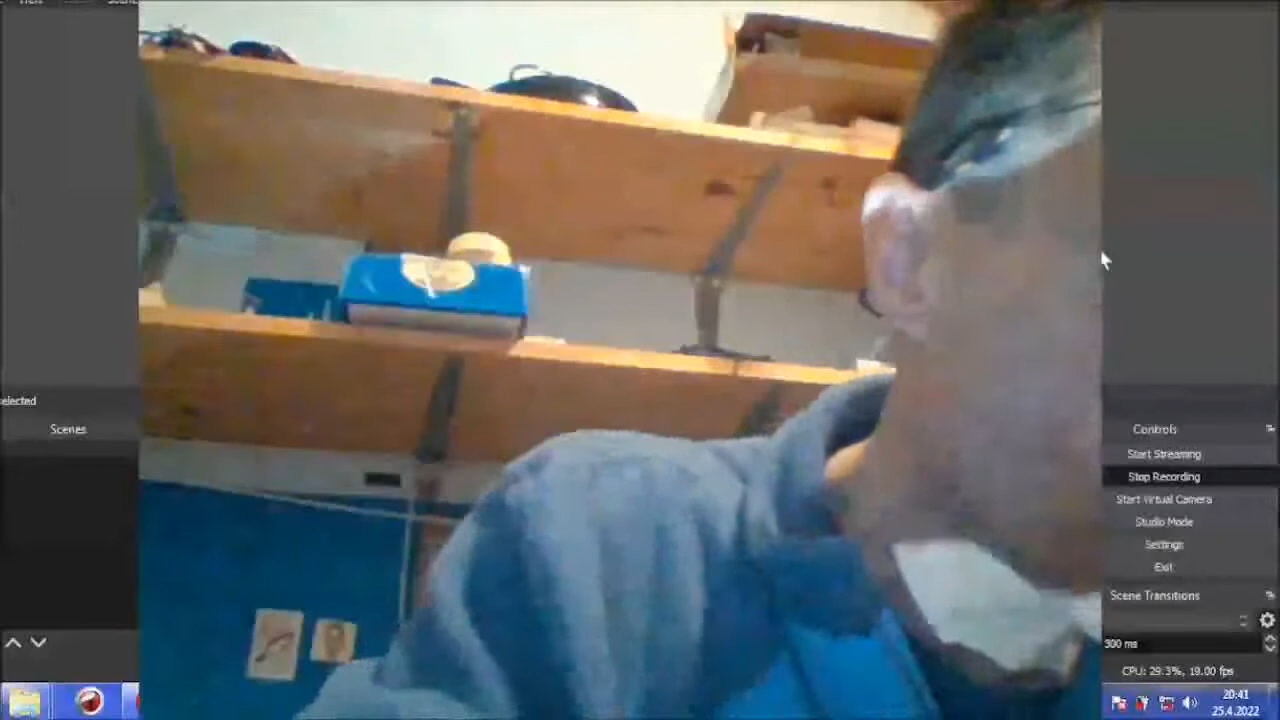 elected
Scenes
Controls
Start Streaming
Stop Recording
Start Virtual Camera
Studio Mode
Settings
Exit
Scene Transitions
300 ms
CPU: 29.3%, 19.00 fps
20:41
25.4.2022